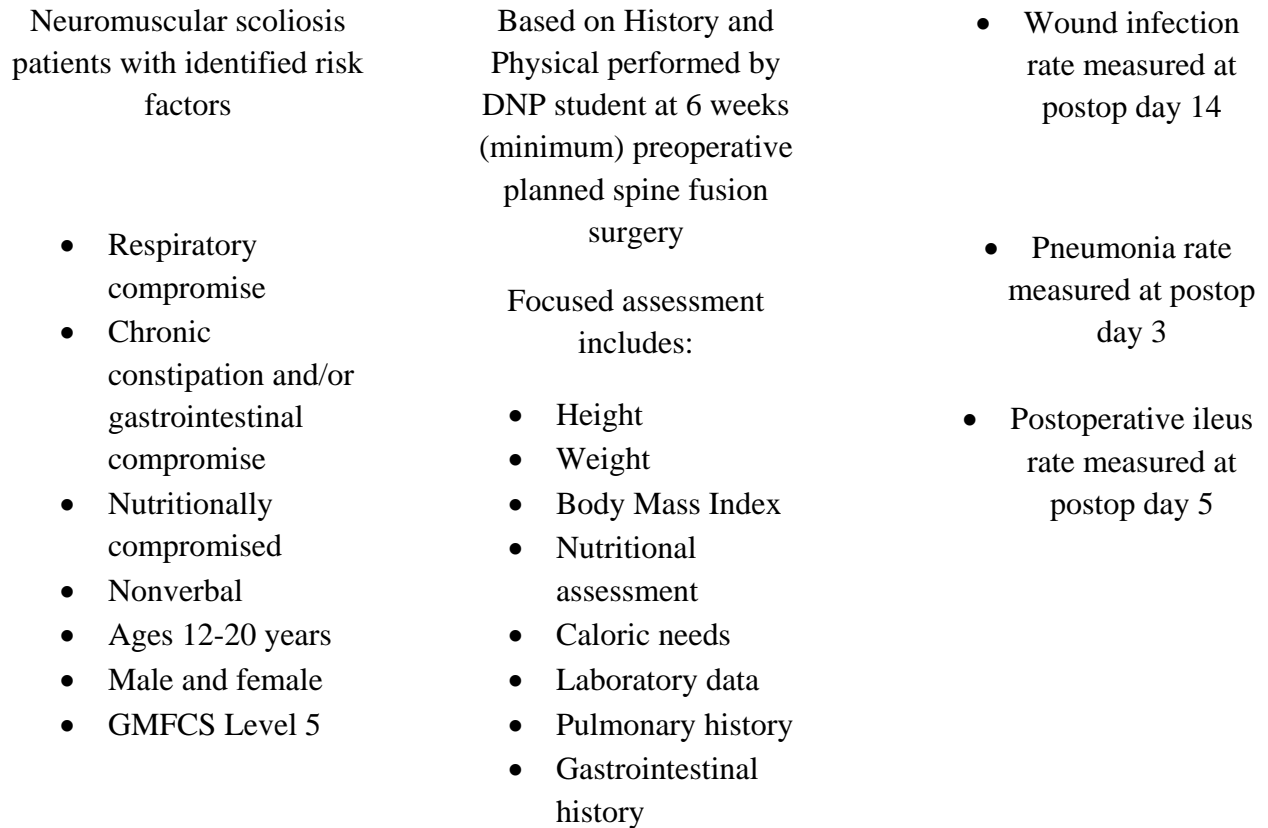 Neuromuscular scoliosis
patients with identified risk
factors
• Respiratory
compromise
• Chronic
constipation and/or
gastrointestinal
compromise
• Nutritionally
compromised
• Nonverbal
• Ages 12-20 years
• Male and female
• GMFCS Level 5
Based on History and
Physical performed by
DNP student at 6 weeks
(minimum) preoperative
planned spine fusion
surgery
Focused assessment
includes:
• Height
• Weight
• Body Mass Index
• Nutritional
assessment
• Caloric needs
• Laboratory data
• Pulmonary history
• Gastrointestinal
history
• Wound infection
rate measured at
postop day 14
• Pneumonia rate
measured at postop
day 3
• Postoperative ileus
rate measured at
postop day 5